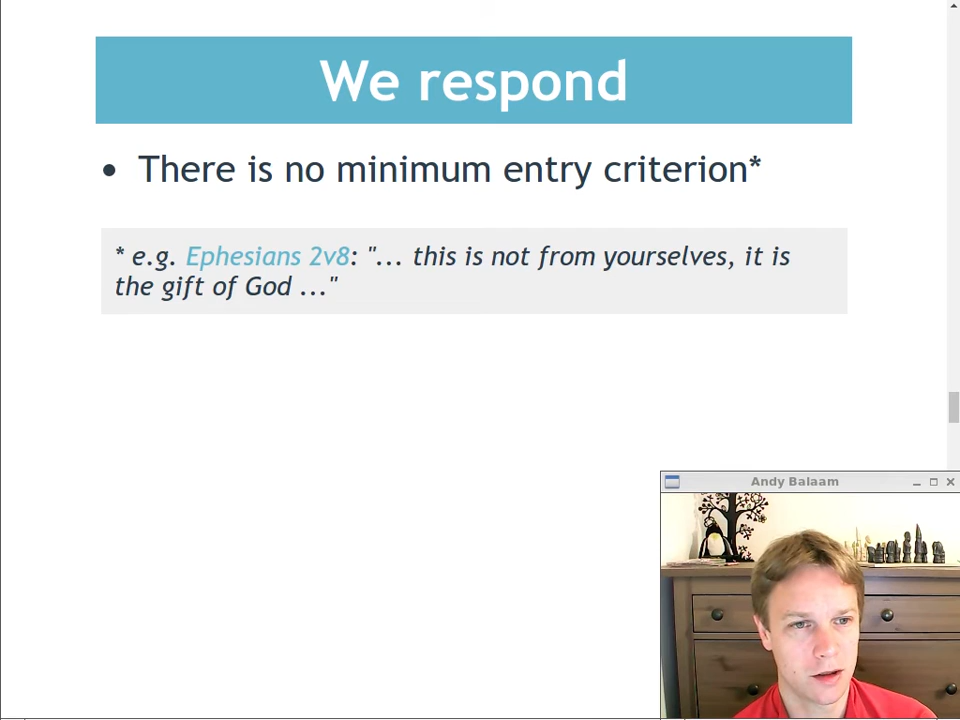 We respond
• There is no minimum entry criterion*
* e.g. Ephesians 2v8: "... this is not from yourselves, it is
the gift of God ..."
Andy Balaam